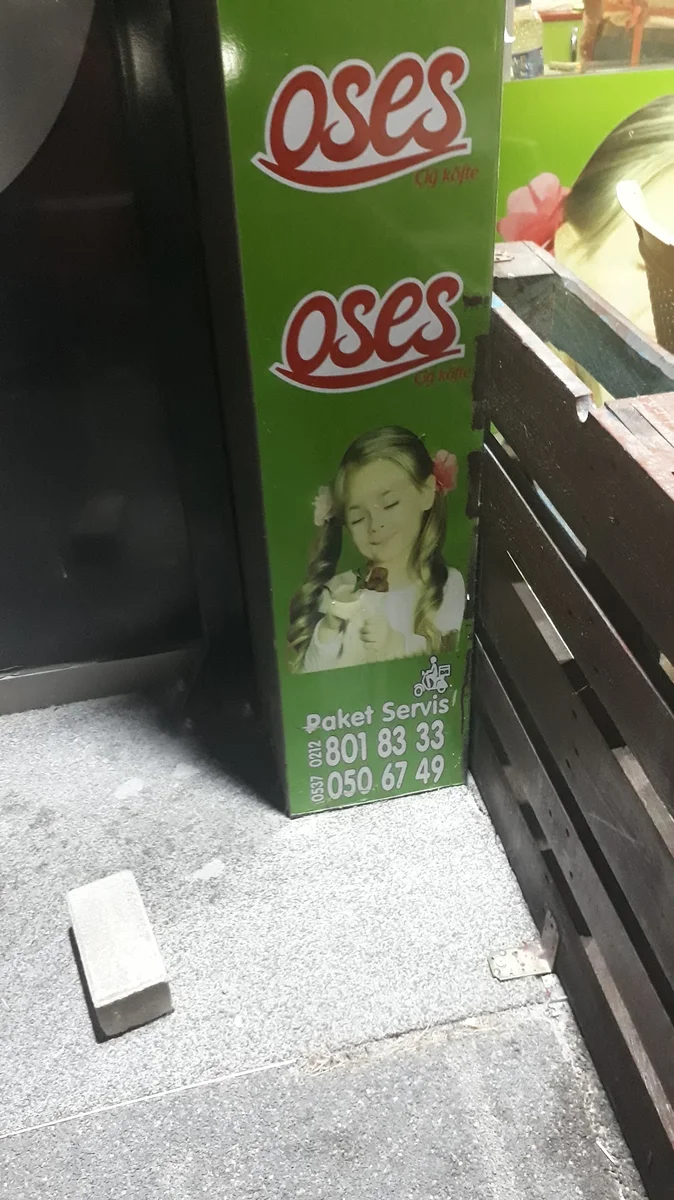 oses
Çiğ köfte
oses
Çiğ köfte
Paket Servis
0212 801 83 33
0537 050 67 49